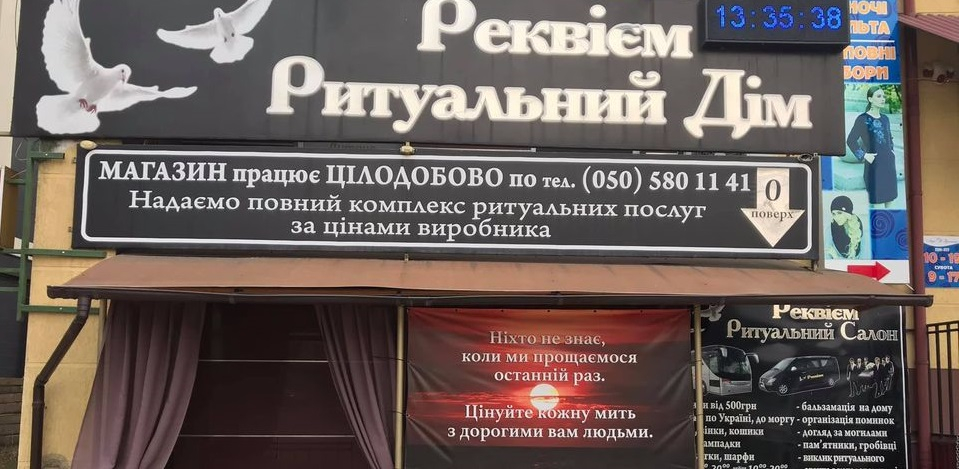 Реквієм
Ритуальний Дім
13:35:38
МАГАЗИН працює ЦІЛОДОБОВО по тел. (050) 580 11 41
Надаємо повний комплекс ритуальних послуг
за цінами виробника
0
поверх
Ніхто не знає,
коли ми прощаємося
останній раз.
Цінуйте кожну мить
з дорогими вам людьми.
Реквієм
Ритуальний Салон
від 500грн
по Україні, до моргу
кошики
шарфи
- бальзамація на дому
- організація поминок
- догляд за могилами
- пам'ятники, гробівці
- виклик ритуального
СУБОТА